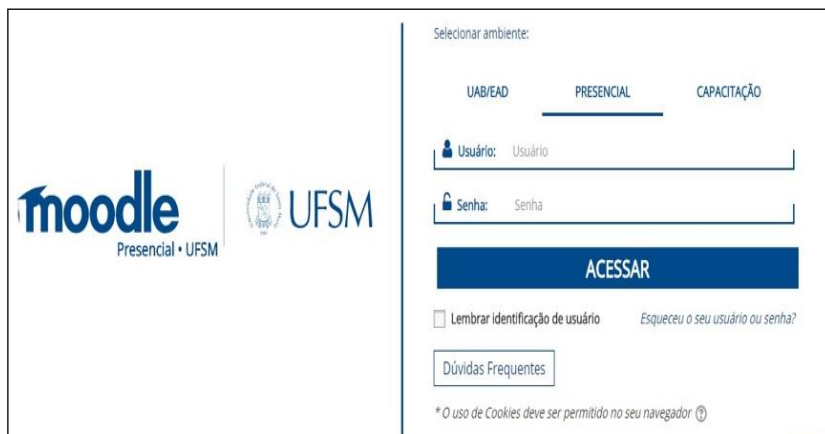 moodle
Presencial • UFSM
UFSM
Selecionar ambiente:
UAB/EAD PRESENCIAL CAPACITAÇÃO
Usuário: Usuário
Senha: Senha
ACESSAR
Lembrar identificação de usuário Esqueceu o seu usuário ou senha?
Dúvidas Frequentes
* O uso de Cookies deve ser permitido no seu navegador ?